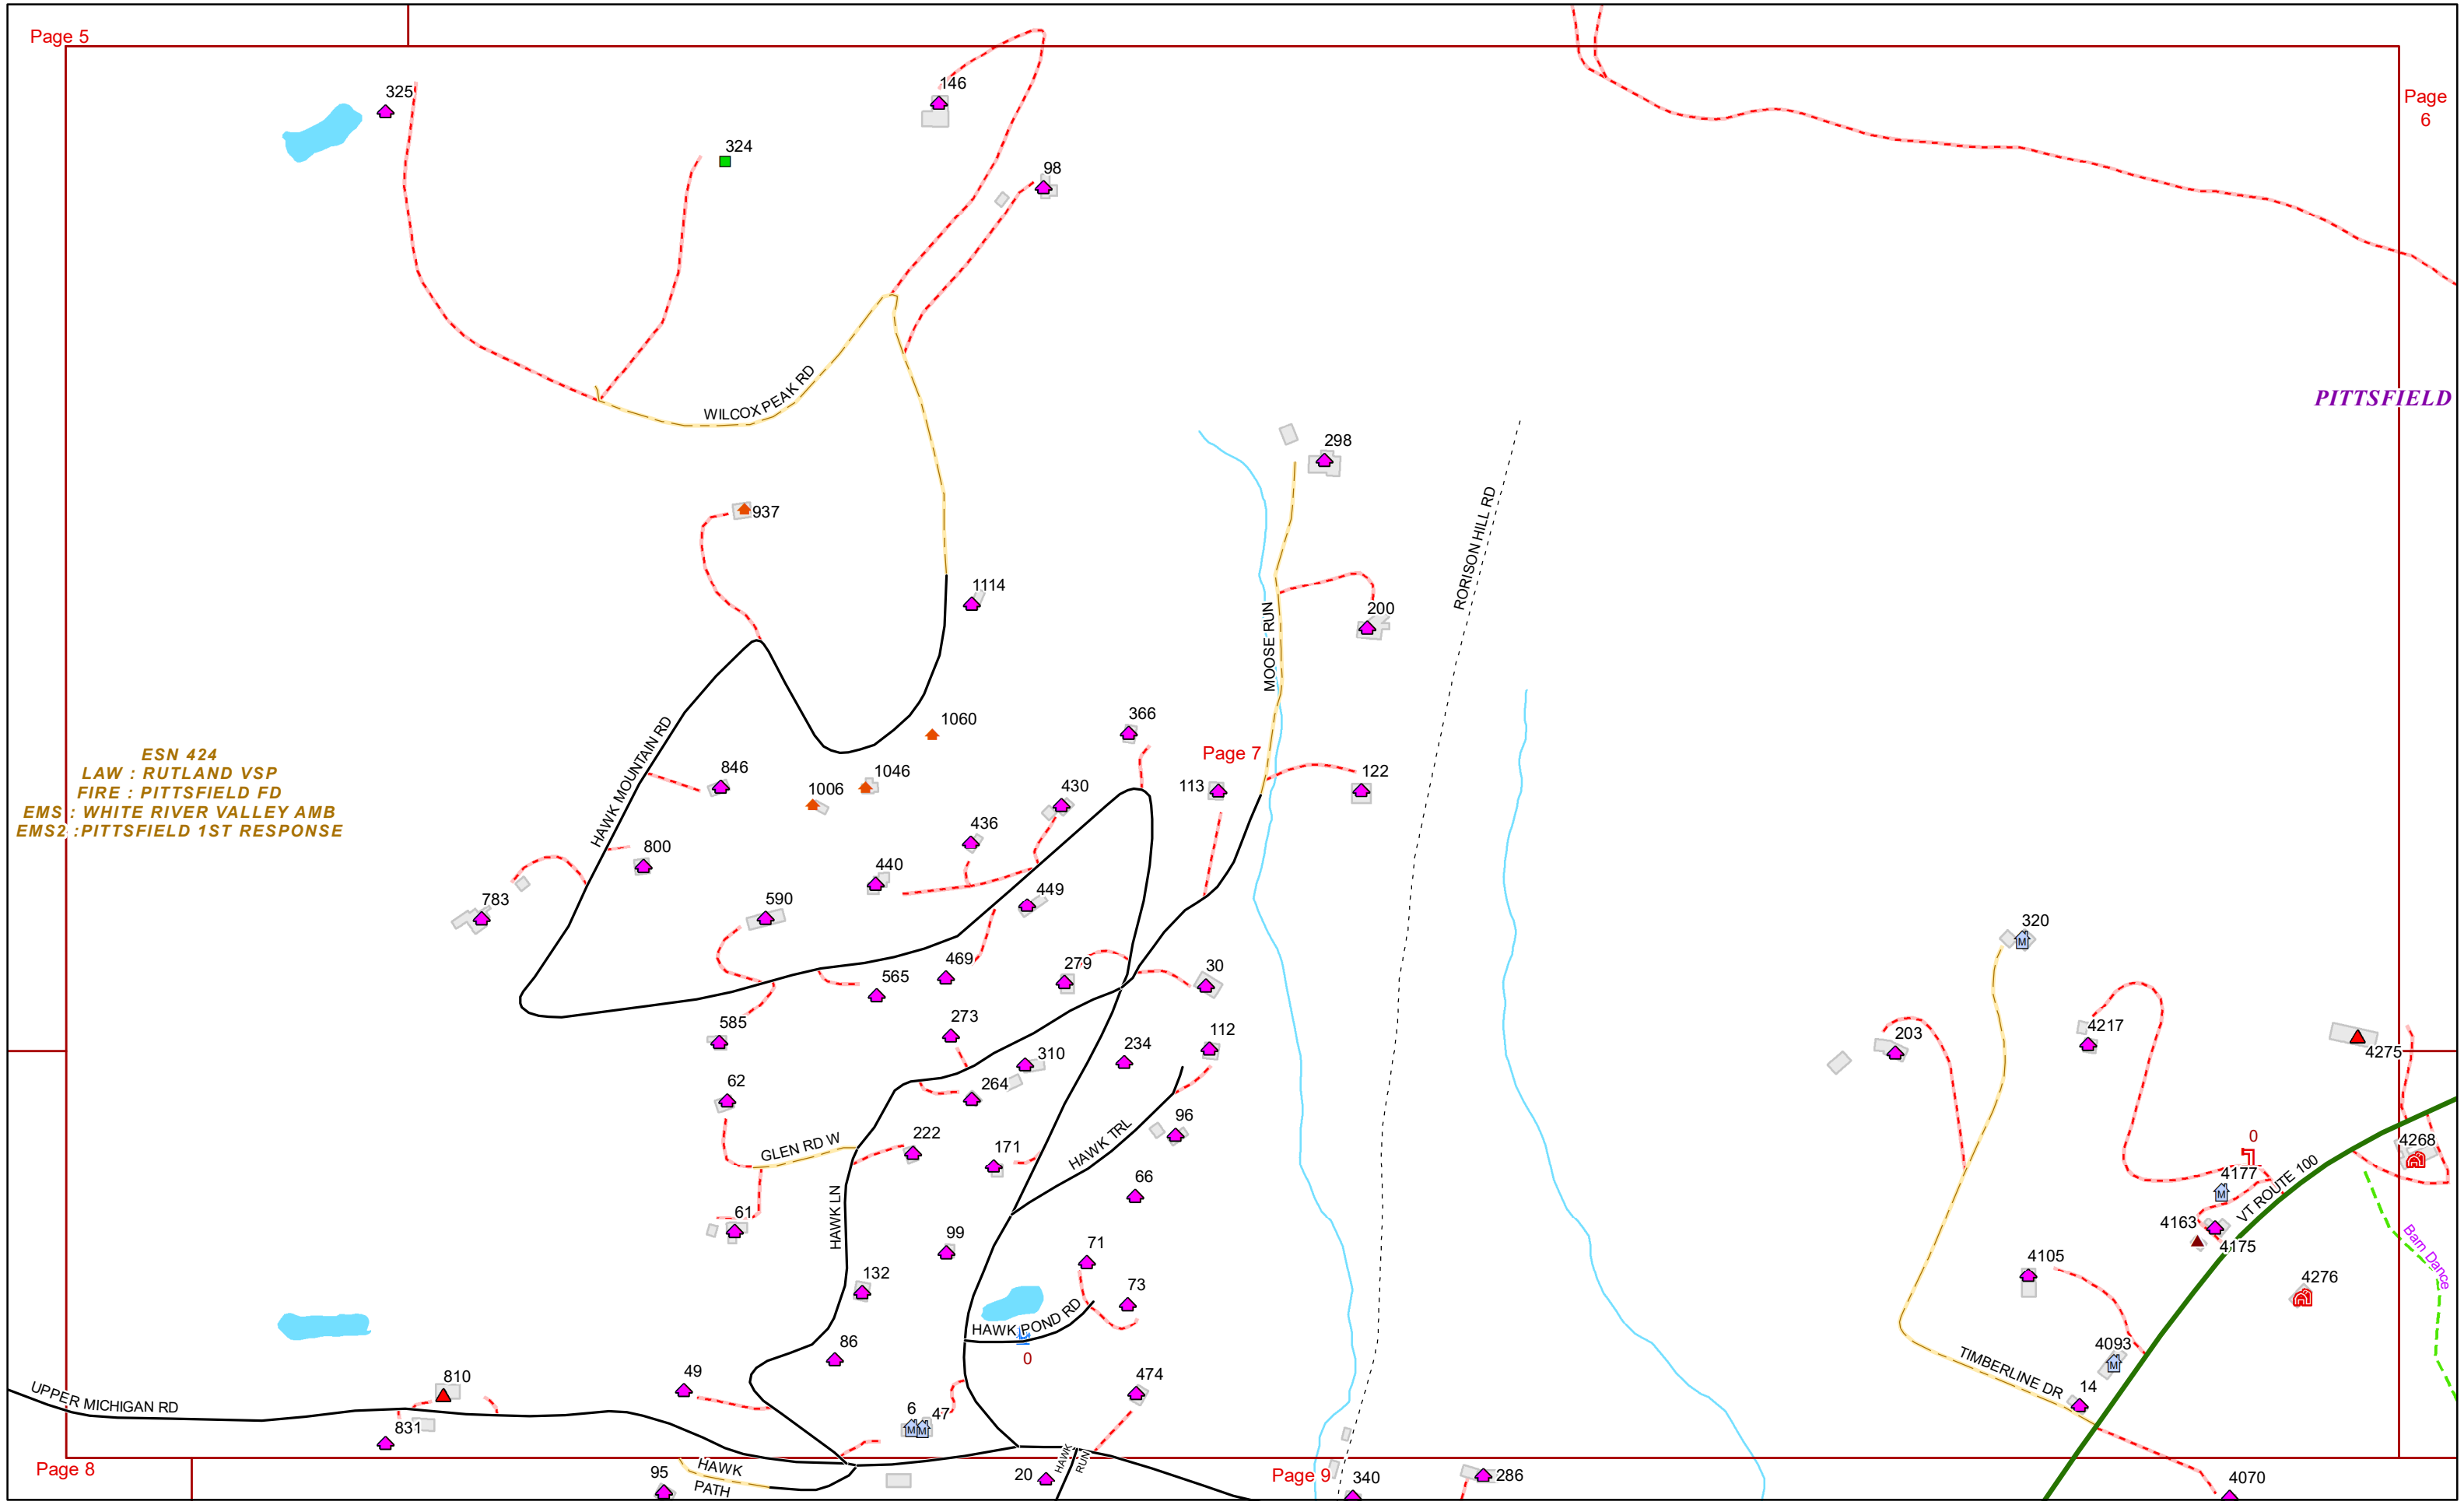 Page 5
325
146
Page
6
324
98
WILCOX PEAK RD
PITTSFIELD
298
RORISON HILL RD
937
1114
200
MOOSE RUN
1060
366
Page 7
ESN 424
LAW : RUTLAND VSP
FIRE : PITTSFIELD FD
EMS : WHITE RIVER VALLEY AMB
EMS2 :PITTSFIELD 1ST RESPONSE
HAWK MOUNTAIN RD
846
1006
1046
430
113
122
436
800
440
449
783
590
320
469
565
279
30
585
273
310
234
112
203
4217
4275
62
264
96
GLEN RD W
222
171
HAWK TRL
0
4268
66
4177
VT ROUTE 100
61
HAWK LN
99
71
4163
4175
Barn Dance
132
73
4105
4276
HAWK POND RD
0
86
4093
TIMBERLINE DR
14
810
49
474
UPPER MICHIGAN RD
6
47
M
M
M
M
M
M
831
Page 8
HAWK
PATH
95
20
HAWK
RUN
Page 9
340
286
4070